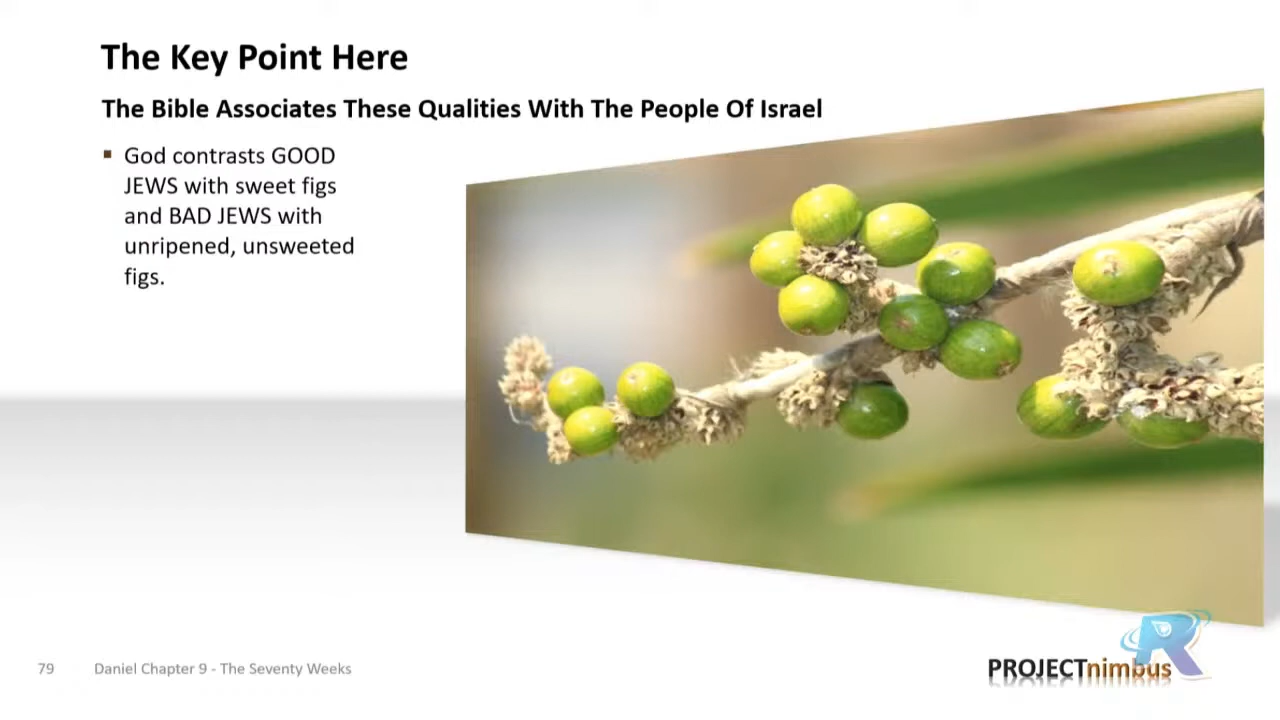 The Key Point Here
The Bible Associates These Qualities With The People Of Israel
▪ God contrasts GOOD
JEWS with sweet figs
and BAD JEWS with
unripened, unsweeted
figs.
79 Daniel Chapter 9 - The Seventy Weeks
PROJECTnimbus
R